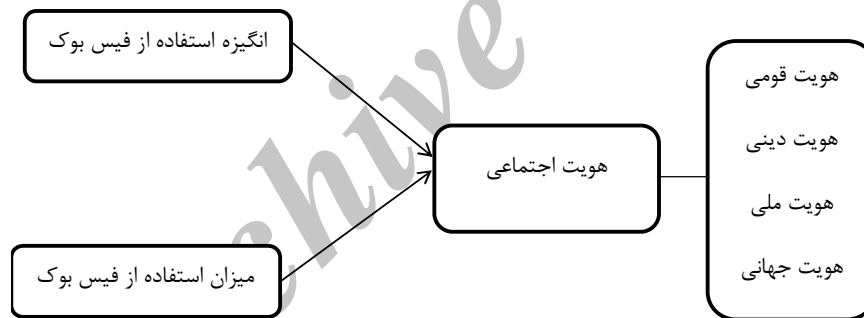 انگیزه استفاده از فیس بوک
هویت اجتماعی
میزان استفاده از فیس بوک
هویت قومی
هویت دینی
هویت ملی
هویت جهانی
chive